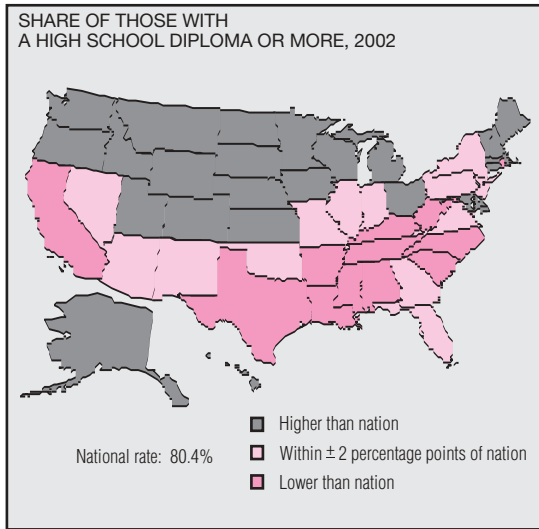 SHARE OF THOSE WITH
A HIGH SCHOOL DIPLOMA OR MORE, 2002
Higher than nation
National rate: 80.4%
Within ± 2 percentage points of nation
Lower than nation